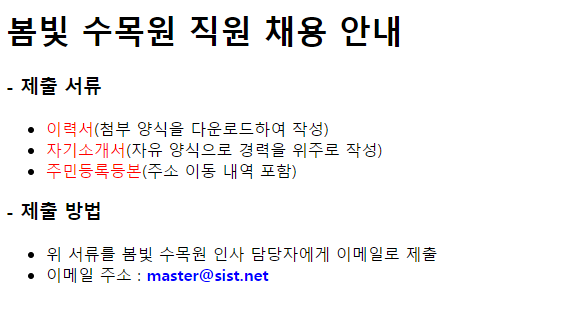 봄빛 수목원 직원 채용 안내
- 제출 서류
• 이력서(첨부 양식을 다운로드하여 작성)
• 자기소개서(자유 양식으로 경력을 위주로 작성)
• 주민등록등본(주소 이동 내역 포함)
- 제출 방법
• 위 서류를 봄빛 수목원 인사 담당자에게 이메일로 제출
• 이메일 주소 : master@sist.net